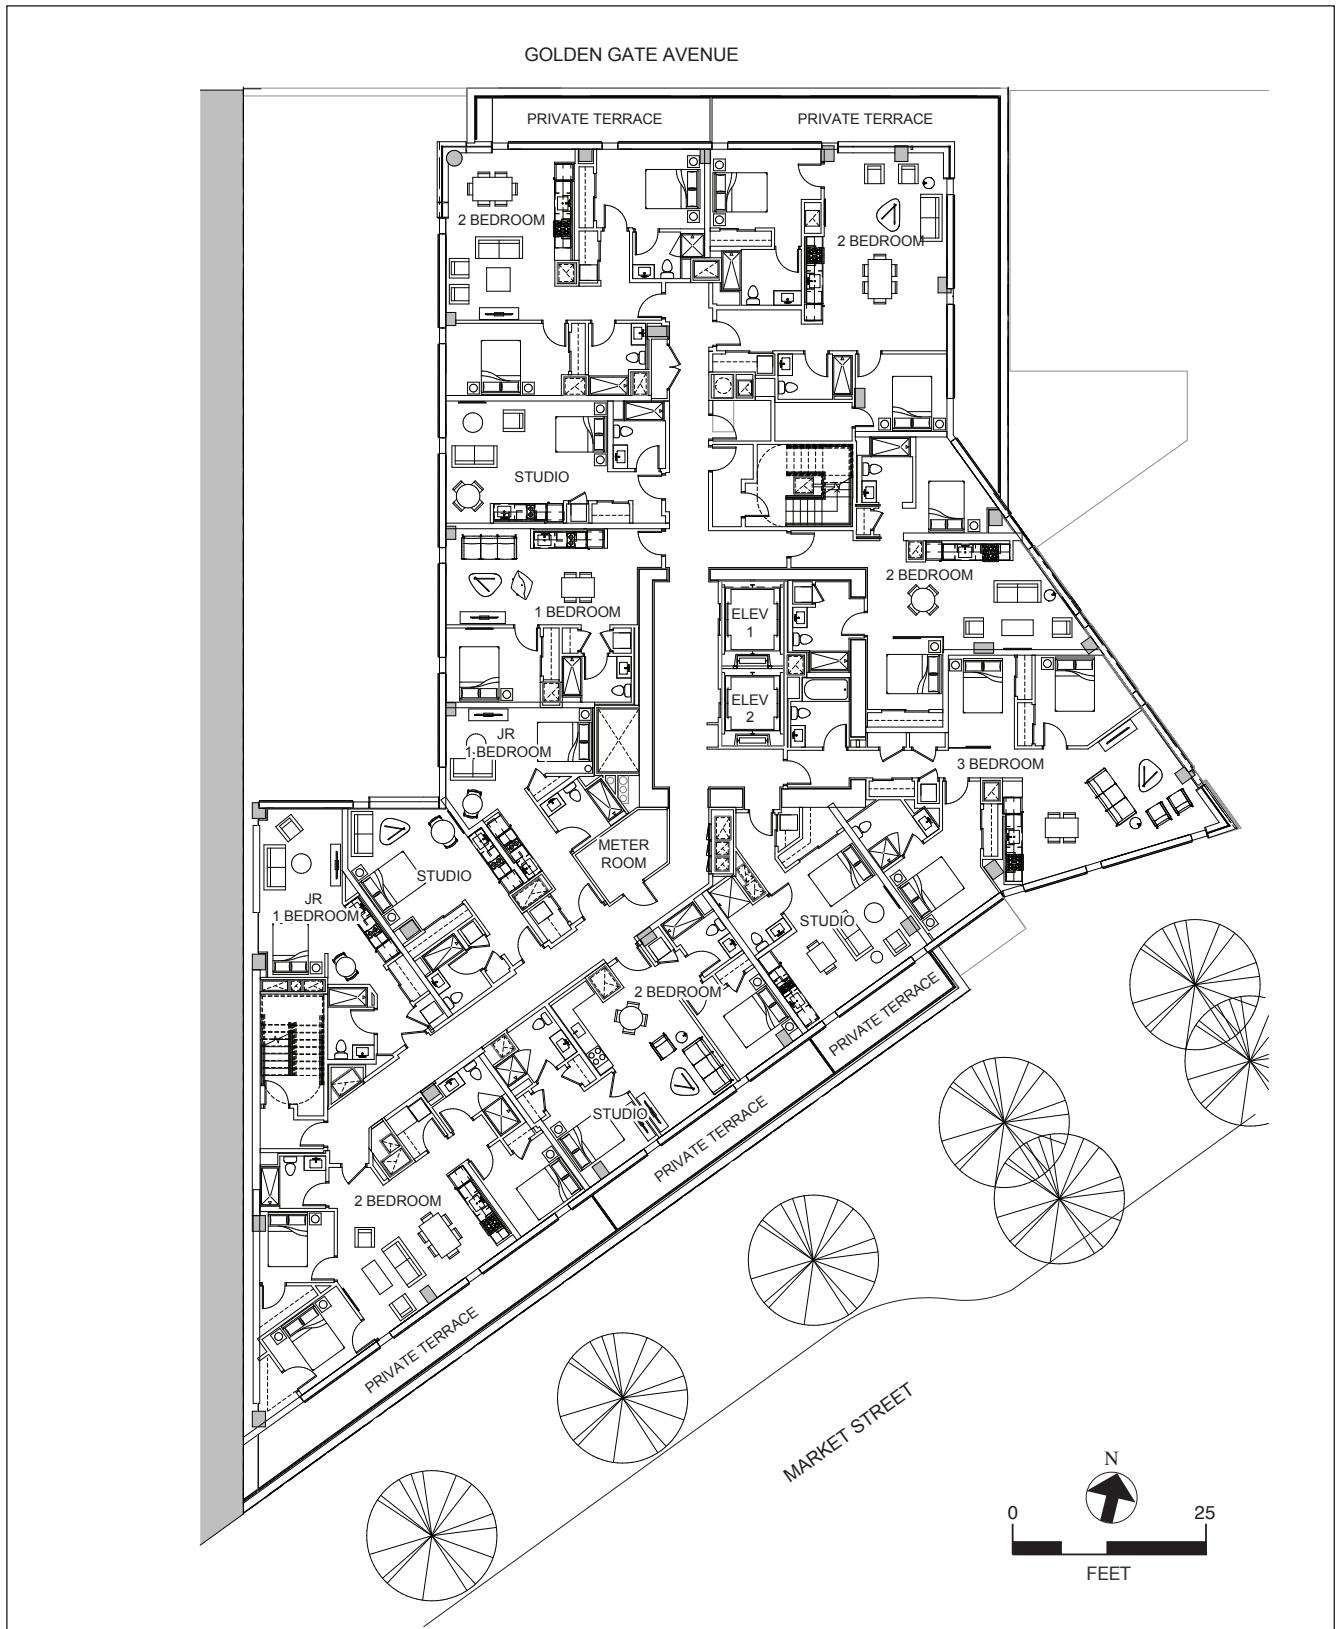 GOLDEN GATE AVENUE
PRIVATE TERRACE
PRIVATE TERRACE
2 BEDROOM
2 BEDROOM
STUDIO
2 BEDROOM
1 BEDROOM
ELEV
1
ELEV
2
JR
1 BEDROOM
3 BEDROOM
METER
ROOM
STUDIO
JR
1 BEDROOM
STUDIO
2 BEDROOM
PRIVATE TERRACE
STUDIO
PRIVATE TERRACE
2 BEDROOM
PRIVATE TERRACE
MARKET STREET
N
0
25
FEET